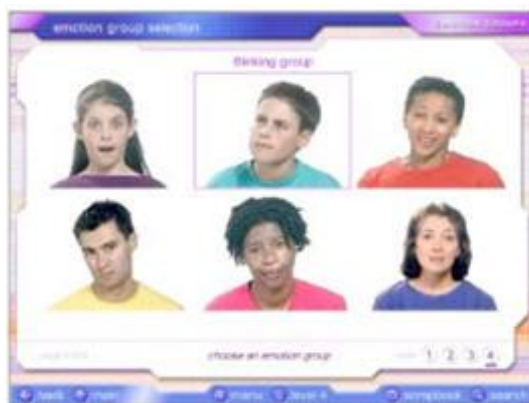 emotion group selection
thinking group
choose an emotion group
1 2 3 4
back main menu level 4 scrapbook search